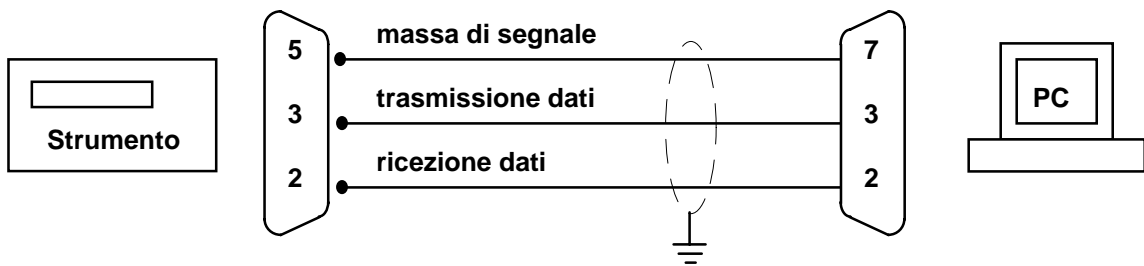 massa di segnale
5
7
trasmissione dati
PC
3
3
Strumento
ricezione dati
2
2